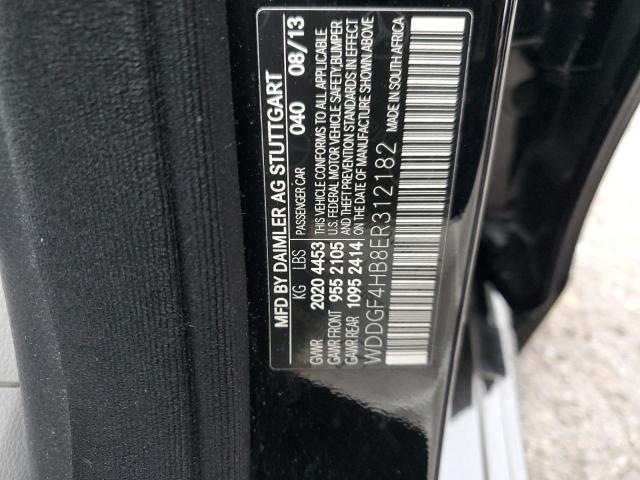 MFD BY DAIMLER AG STUTTGART
KG LBS PASSENGER CAR 040 08/13
GVWR 2020 4453 THIS VEHICLE CONFORMS TO ALL APPLICABLE
GAWR FRONT 955 2105 U.S. FEDERAL MOTOR VEHICLE SAFETY,BUMPER
GAWR REAR 1095 2414 AND THEFT PREVENTION STANDARDS IN EFFECT
ON THE DATE OF MANUFACTURE SHOWN ABOVE.
WDDGF4HB8ER312182 MADE IN SOUTH AFRICA